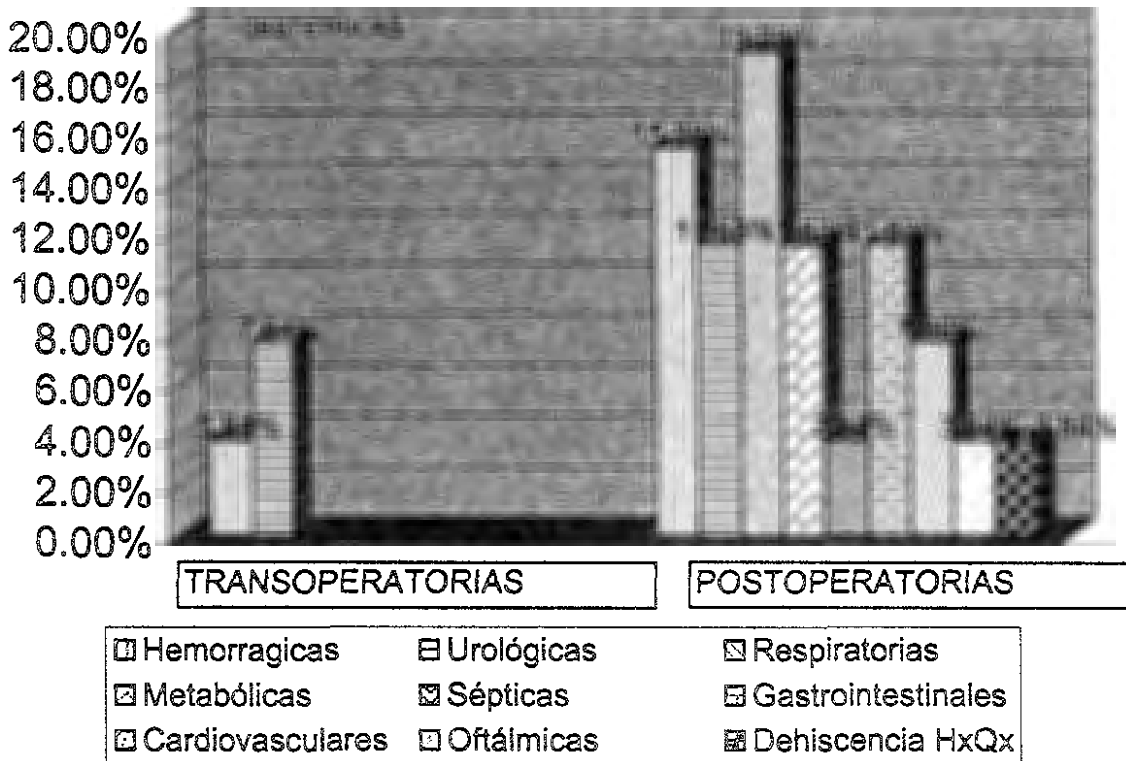 20.00%
18.00%
16.00%
14.00%
12.00%
10.00%
8.00%
6.00%
4.00%
2.00%
0.00%
TRANSOPERATORIAS POSTOPERATORIAS
Hemorragicas Urológicas Respiratorias
Metabólicas Sépticas Gastrointestinales
Cardiovasculares Oftálmicas Dehiscencia HxQx